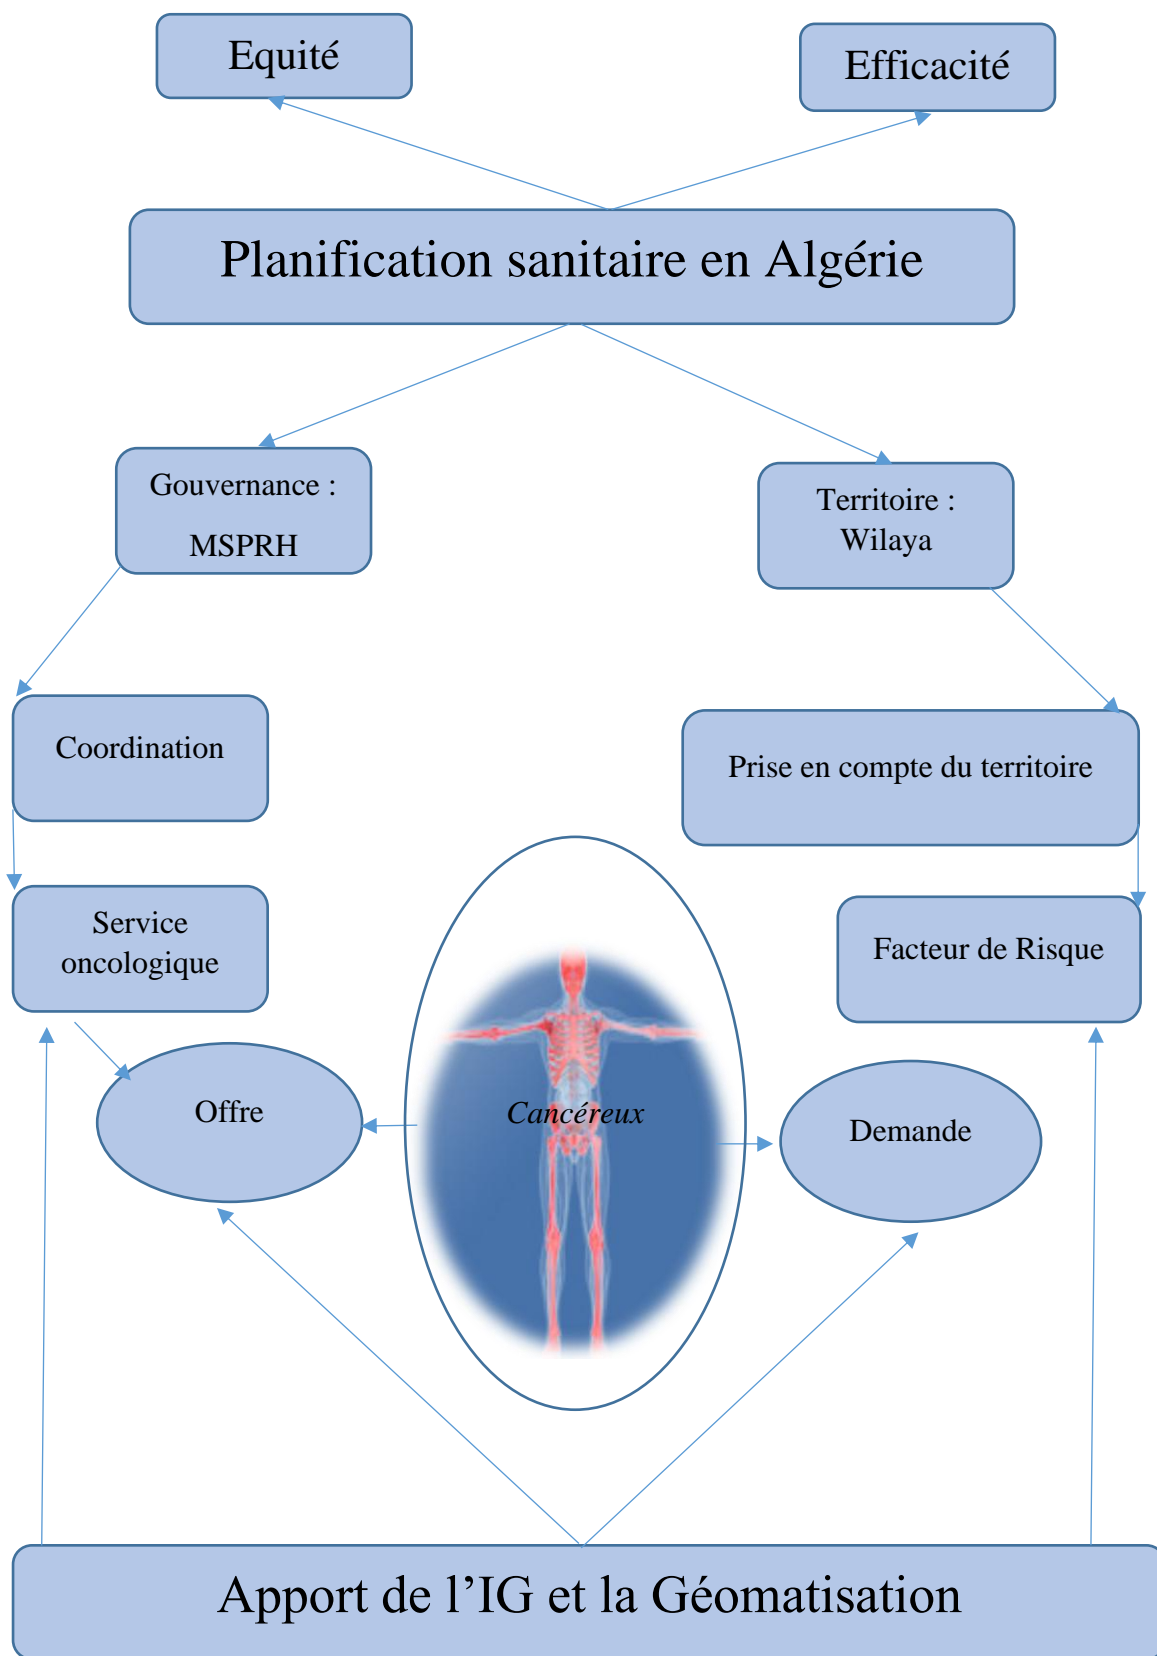 Equité
Efficacité
Planification sanitaire en Algérie
Gouvernance :
MSPRH
Territoire :
Wilaya
Coordination
Prise en compte du territoire
Service
oncologique
Facteur de Risque
Offre
Cancéreux
Demande
Apport de l’IG et la Géomatisation